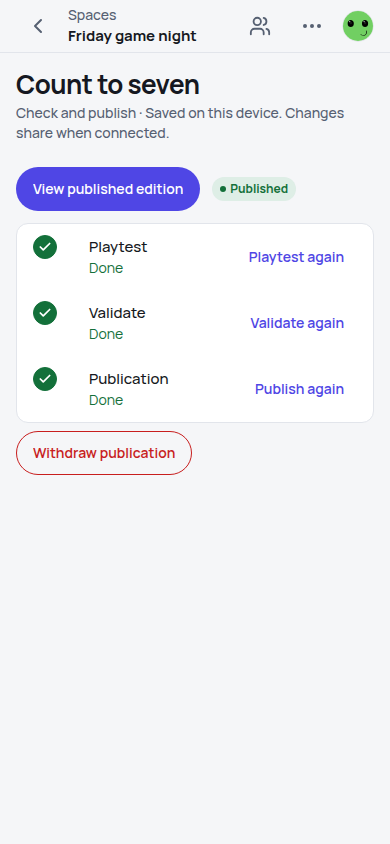 Spaces
Friday game night
Count to seven
Check and publish · Saved on this device. Changes
share when connected.
View published edition
Published
Playtest
Done
Playtest again
Validate
Done
Validate again
Publication
Done
Publish again
Withdraw publication